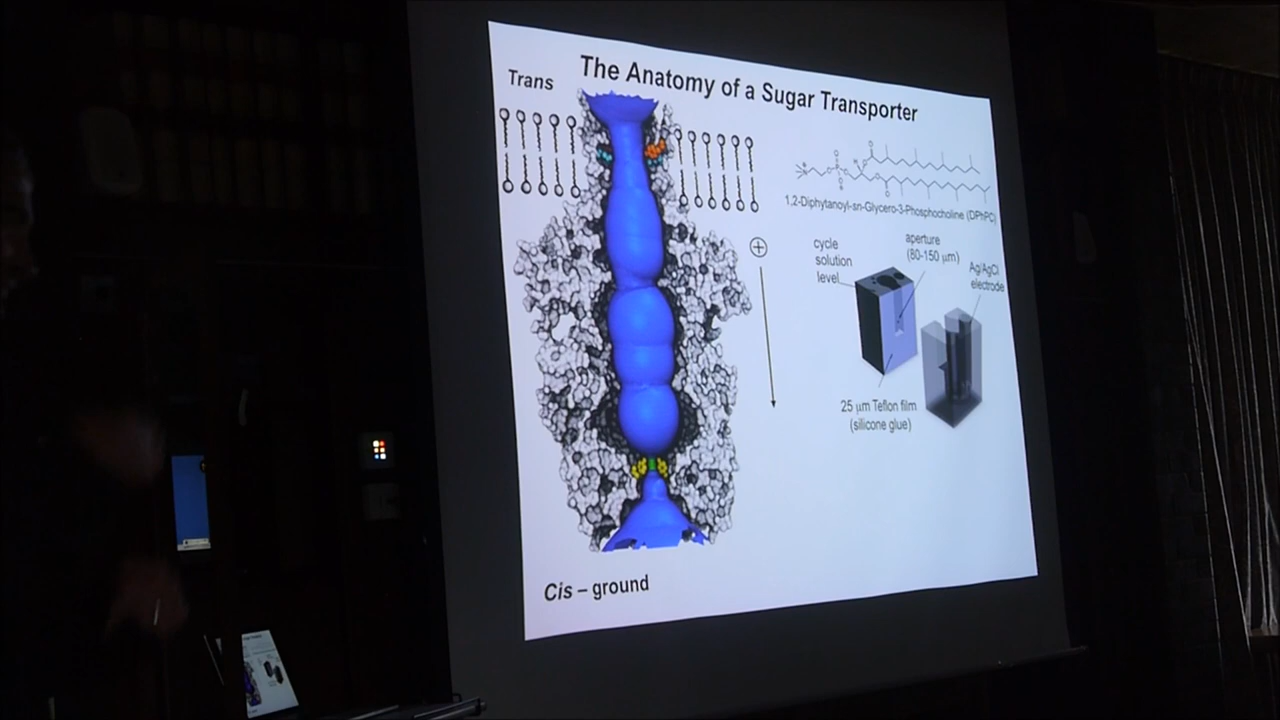 The Anatomy of a Sugar Transporter
Trans
1,2-Diphytanoyl-sn-Glycero-3-Phosphocholine (DPhPC)
cycle
solution
level
aperture
(80-150 µm)
Ag/AgCl
electrode
25 µm Teflon film
(silicone glue)
Cis – ground